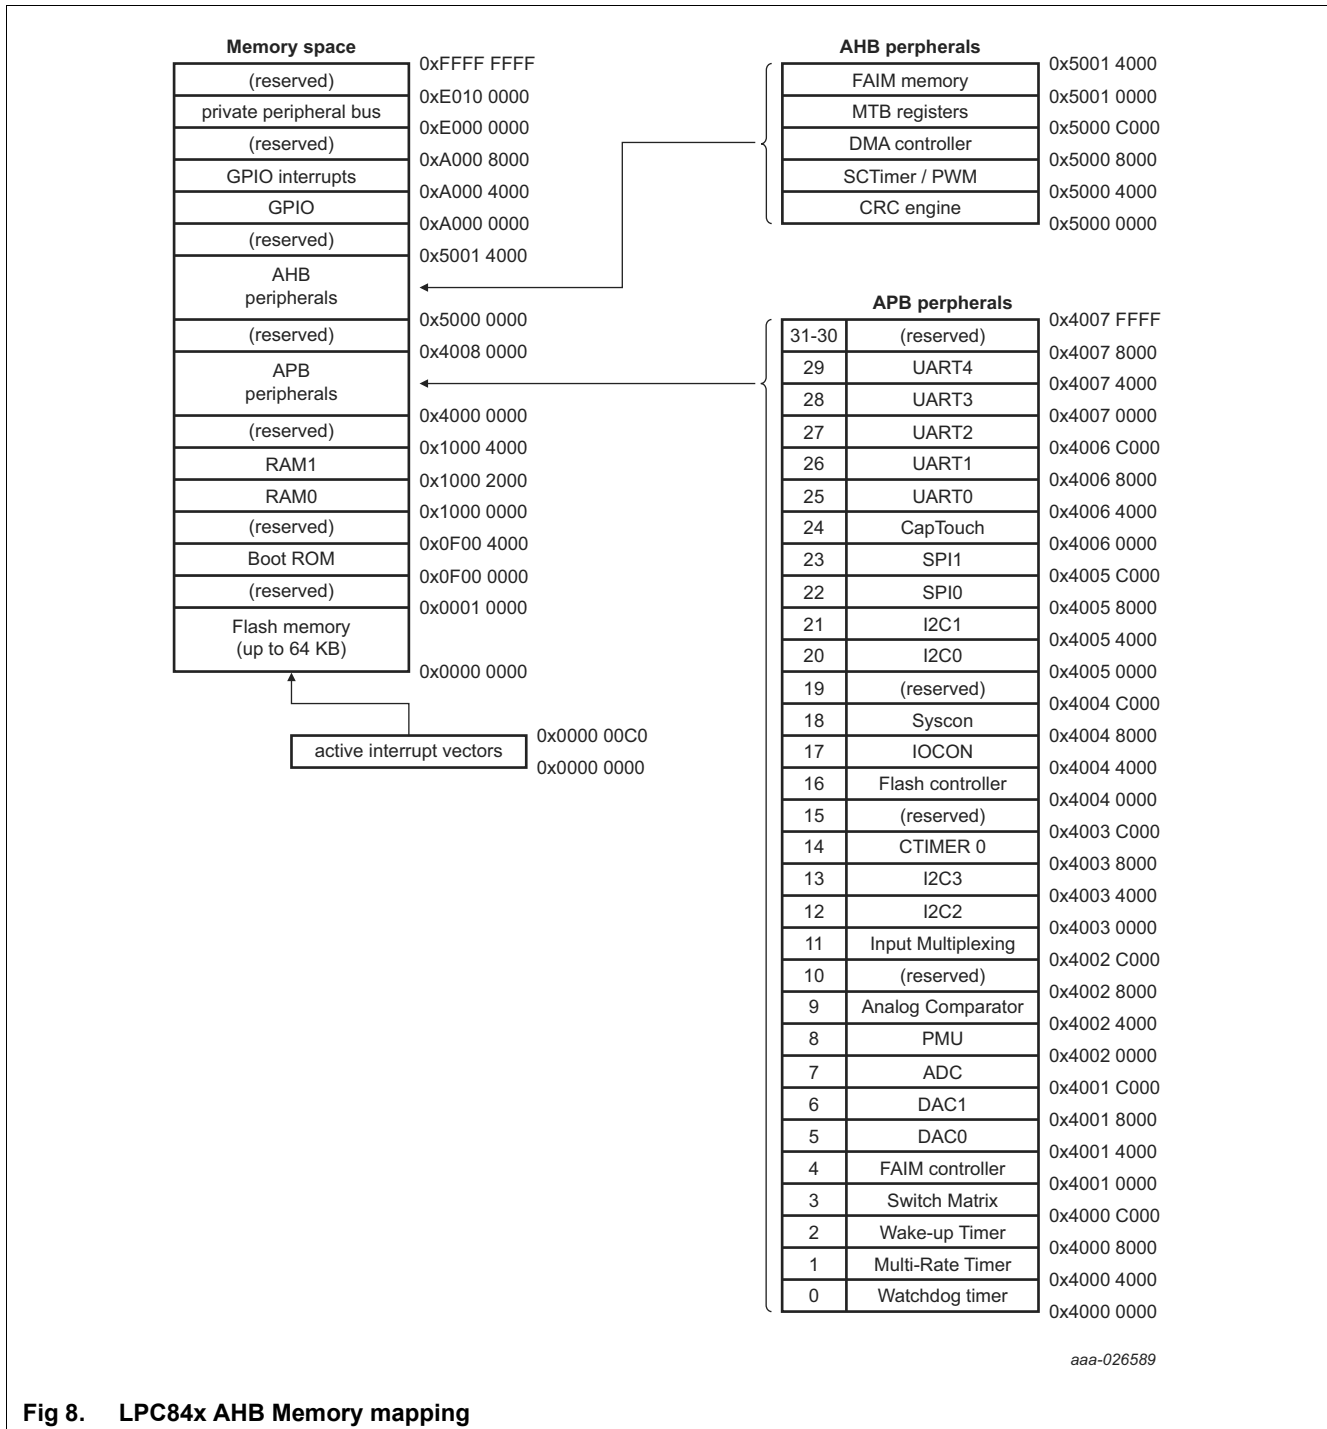 Memory space
0xFFFF FFFF
(reserved)
0xE010 0000
private peripheral bus
0xE000 0000
(reserved)
0xA000 8000
GPIO interrupts
0xA000 4000
GPIO
0xA000 0000
(reserved)
0x5001 4000
AHB
peripherals
0x5000 0000
(reserved)
0x4008 0000
APB
peripherals
0x4000 0000
(reserved)
0x1000 4000
RAM1
0x1000 2000
RAM0
0x1000 0000
(reserved)
0x0F00 4000
Boot ROM
0x0F00 0000
(reserved)
0x0001 0000
Flash memory
(up to 64 KB)
0x0000 0000
0x0000 00C0
active interrupt vectors
0x0000 0000
AHB perpherals
0x5001 4000
FAIM memory
0x5001 0000
MTB registers
0x5000 C000
DMA controller
0x5000 8000
SCTimer / PWM
0x5000 4000
CRC engine
0x5000 0000
APB perpherals
0x4007 FFFF
31-30 (reserved)
0x4007 8000
29 UART4
0x4007 4000
28 UART3
0x4007 0000
27 UART2
0x4006 C000
26 UART1
0x4006 8000
25 UART0
0x4006 4000
24 CapTouch
0x4006 0000
23 SPI1
0x4005 C000
22 SPI0
0x4005 8000
21 I2C1
0x4005 4000
20 I2C0
0x4005 0000
19 (reserved)
0x4004 C000
18 Syscon
0x4004 8000
17 IOCON
0x4004 4000
16 Flash controller
0x4004 0000
15 (reserved)
0x4003 C000
14 CTIMER 0
0x4003 8000
13 I2C3
0x4003 4000
12 I2C2
0x4003 0000
11 Input Multiplexing
0x4002 C000
10 (reserved)
0x4002 8000
9 Analog Comparator
0x4002 4000
8 PMU
0x4002 0000
7 ADC
0x4001 C000
6 DAC1
0x4001 8000
5 DAC0
0x4001 4000
4 FAIM controller
0x4001 0000
3 Switch Matrix
0x4000 C000
2 Wake-up Timer
0x4000 8000
1 Multi-Rate Timer
0x4000 4000
0 Watchdog timer
0x4000 0000
aaa-026589
Fig 8. LPC84x AHB Memory mapping